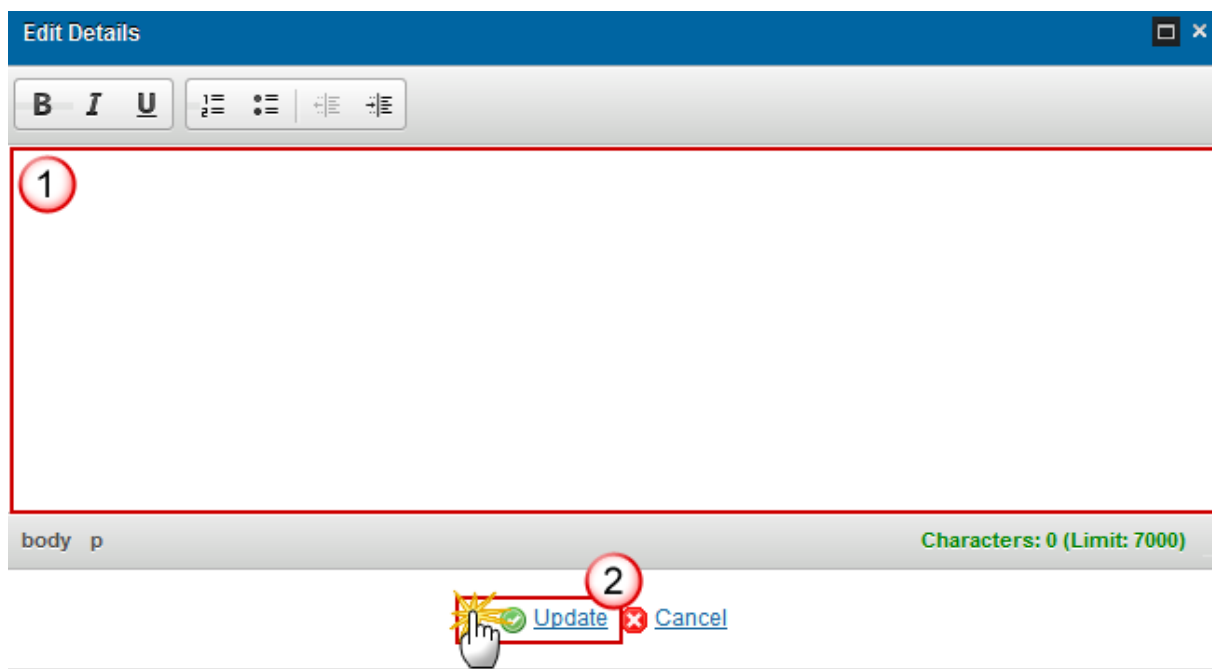 Edit Details
B I U
1
body p Characters: 0 (Limit: 7000)
2
Update Cancel